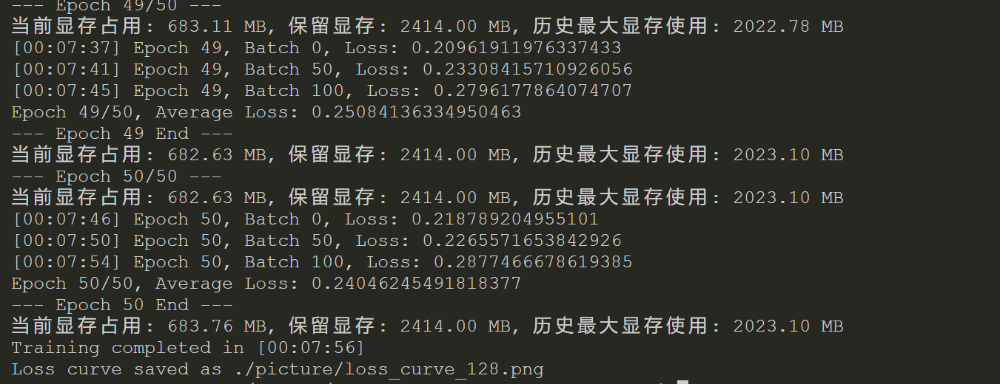 --- Epoch 49/50 ---
当前显存占用: 683.11 MB, 保留显存: 2414.00 MB, 历史最大显存使用: 2022.78 MB
[00:07:37] Epoch 49, Batch 0, Loss: 0.20961911976337433
[00:07:41] Epoch 49, Batch 50, Loss: 0.23308415710926056
[00:07:45] Epoch 49, Batch 100, Loss: 0.2796177864074707
Epoch 49/50, Average Loss: 0.25084136334950463
--- Epoch 49 End ---
当前显存占用: 682.63 MB, 保留显存: 2414.00 MB, 历史最大显存使用: 2023.10 MB
--- Epoch 50/50 ---
当前显存占用: 682.63 MB, 保留显存: 2414.00 MB, 历史最大显存使用: 2023.10 MB
[00:07:46] Epoch 50, Batch 0, Loss: 0.218789204955101
[00:07:50] Epoch 50, Batch 50, Loss: 0.2265571653842926
[00:07:54] Epoch 50, Batch 100, Loss: 0.2877466678619385
Epoch 50/50, Average Loss: 0.24046245491818377
--- Epoch 50 End ---
当前显存占用: 683.76 MB, 保留显存: 2414.00 MB, 历史最大显存使用: 2023.10 MB
Training completed in [00:07:56]
Loss curve saved as ./picture/loss_curve_128.png